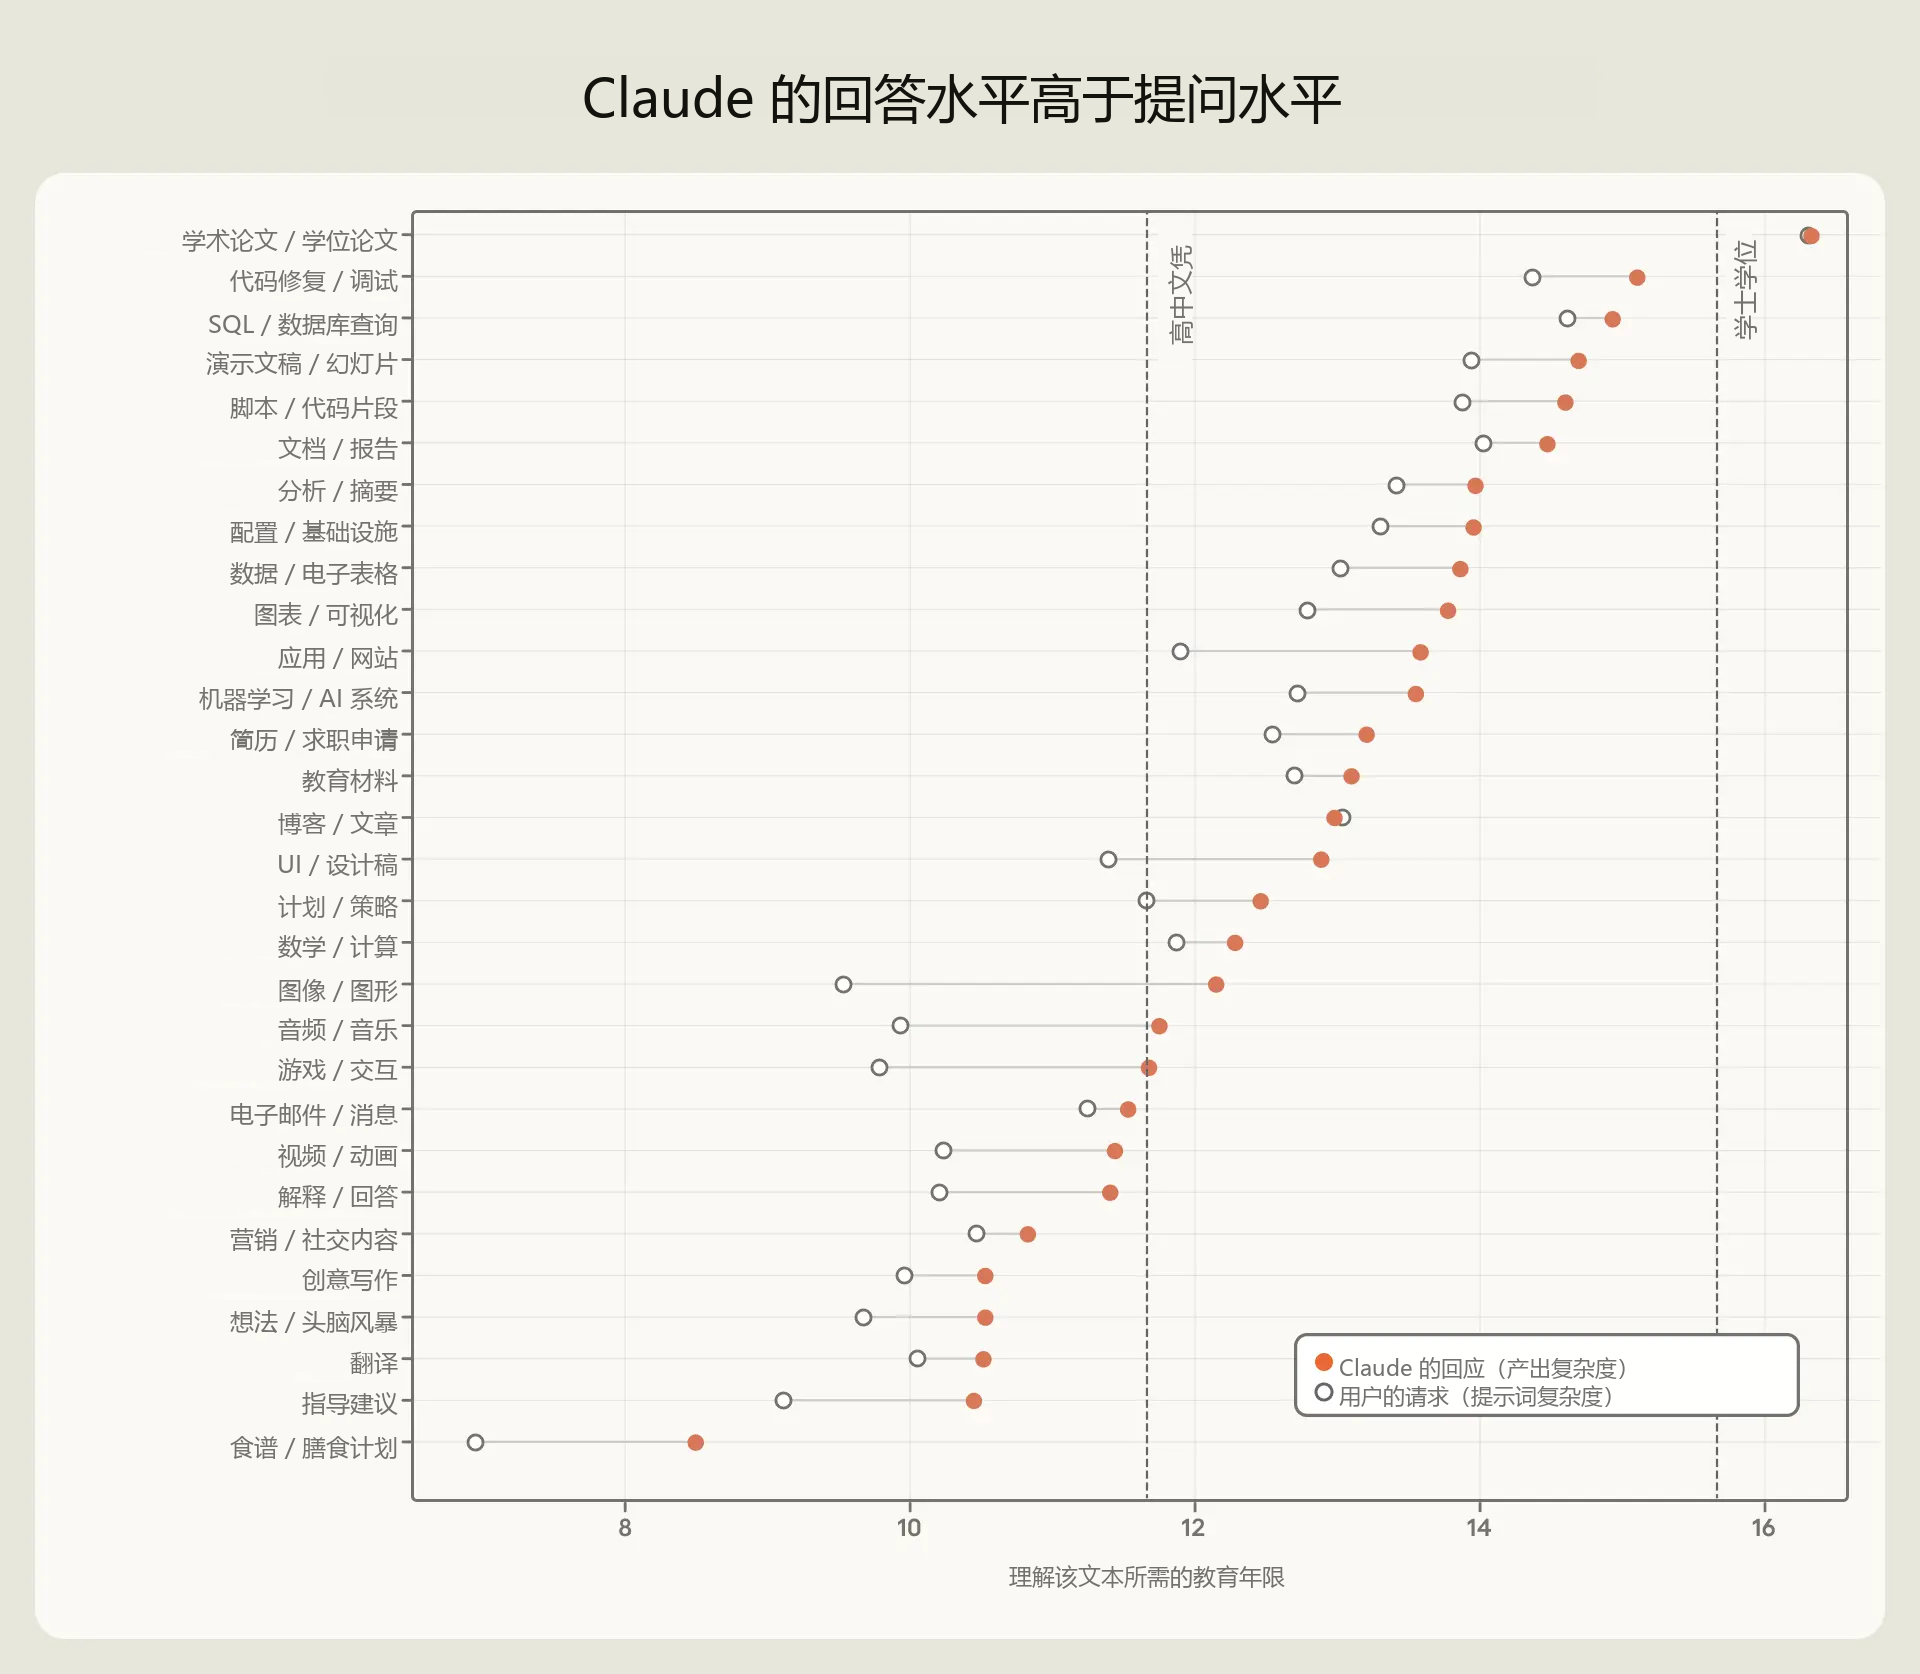 Claude 的回答水平高于提问水平
学术论文 / 学位论文
代码修复 / 调试
SQL / 数据库查询
演示文稿 / 幻灯片
脚本 / 代码片段
文档 / 报告
分析 / 摘要
配置 / 基础设施
数据 / 电子表格
图表 / 可视化
应用 / 网站
机器学习 / AI 系统
简历 / 求职申请
教育材料
博客 / 文章
UI / 设计稿
计划 / 策略
数学 / 计算
图像 / 图形
音频 / 音乐
游戏 / 交互
电子邮件 / 消息
视频 / 动画
解释 / 回答
营销 / 社交内容
创意写作
想法 / 头脑风暴
翻译
指导建议
食谱 / 膳食计划
高中文凭
学士学位
Claude 的回应（产出复杂度）
用户的请求（提示词复杂度）
8
10
12
14
16
理解该文本所需的教育年限